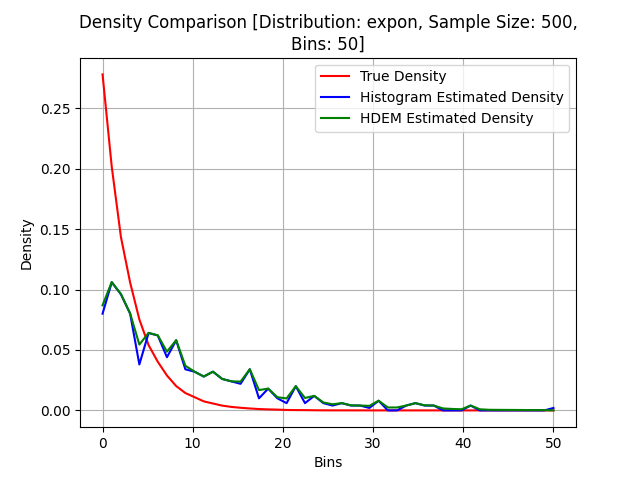 Density Comparison [Distribution: expon, Sample Size: 500,
Bins: 50]
True Density
Histogram Estimated Density
HDEM Estimated Density
Density
0.25
0.20
0.15
0.10
0.05
0.00
0 10 20 30 40 50
Bins